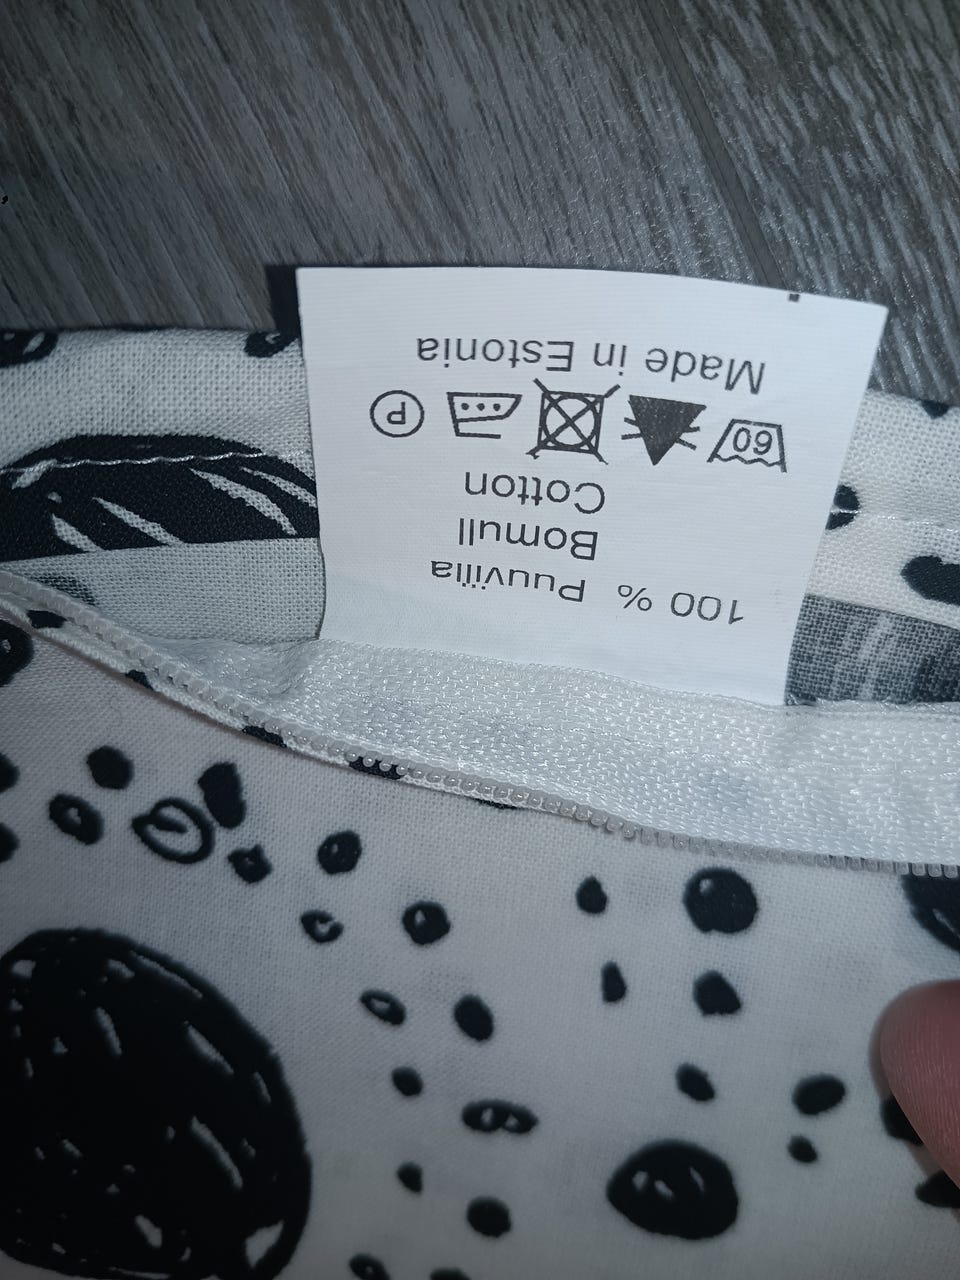 100 % Puuvilla
Bomull
Cotton
60 P
Made in Estonia